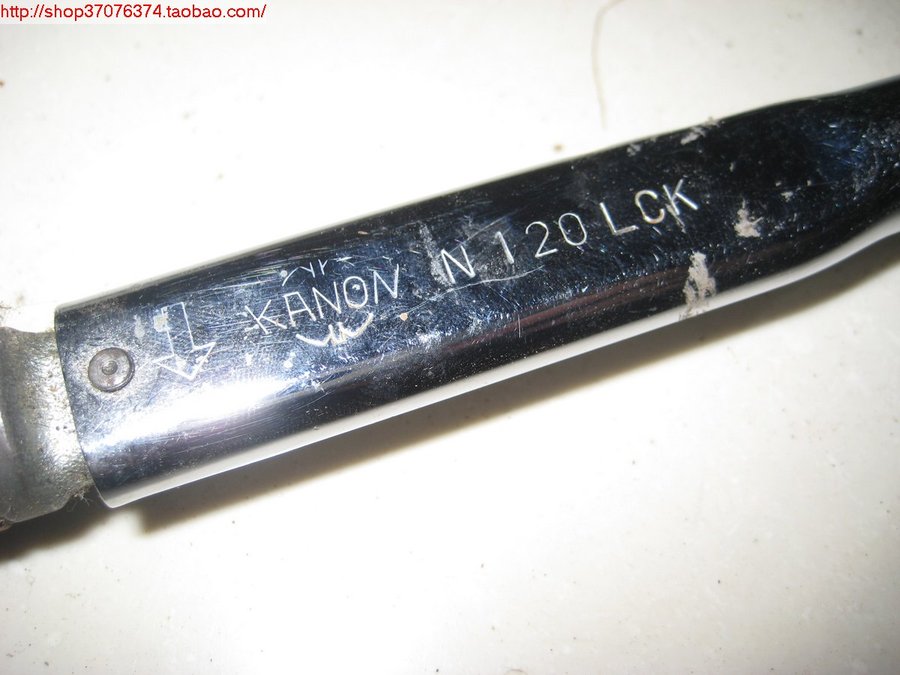 http://shop37076374.taobao.com/
KANON N 120 LCK